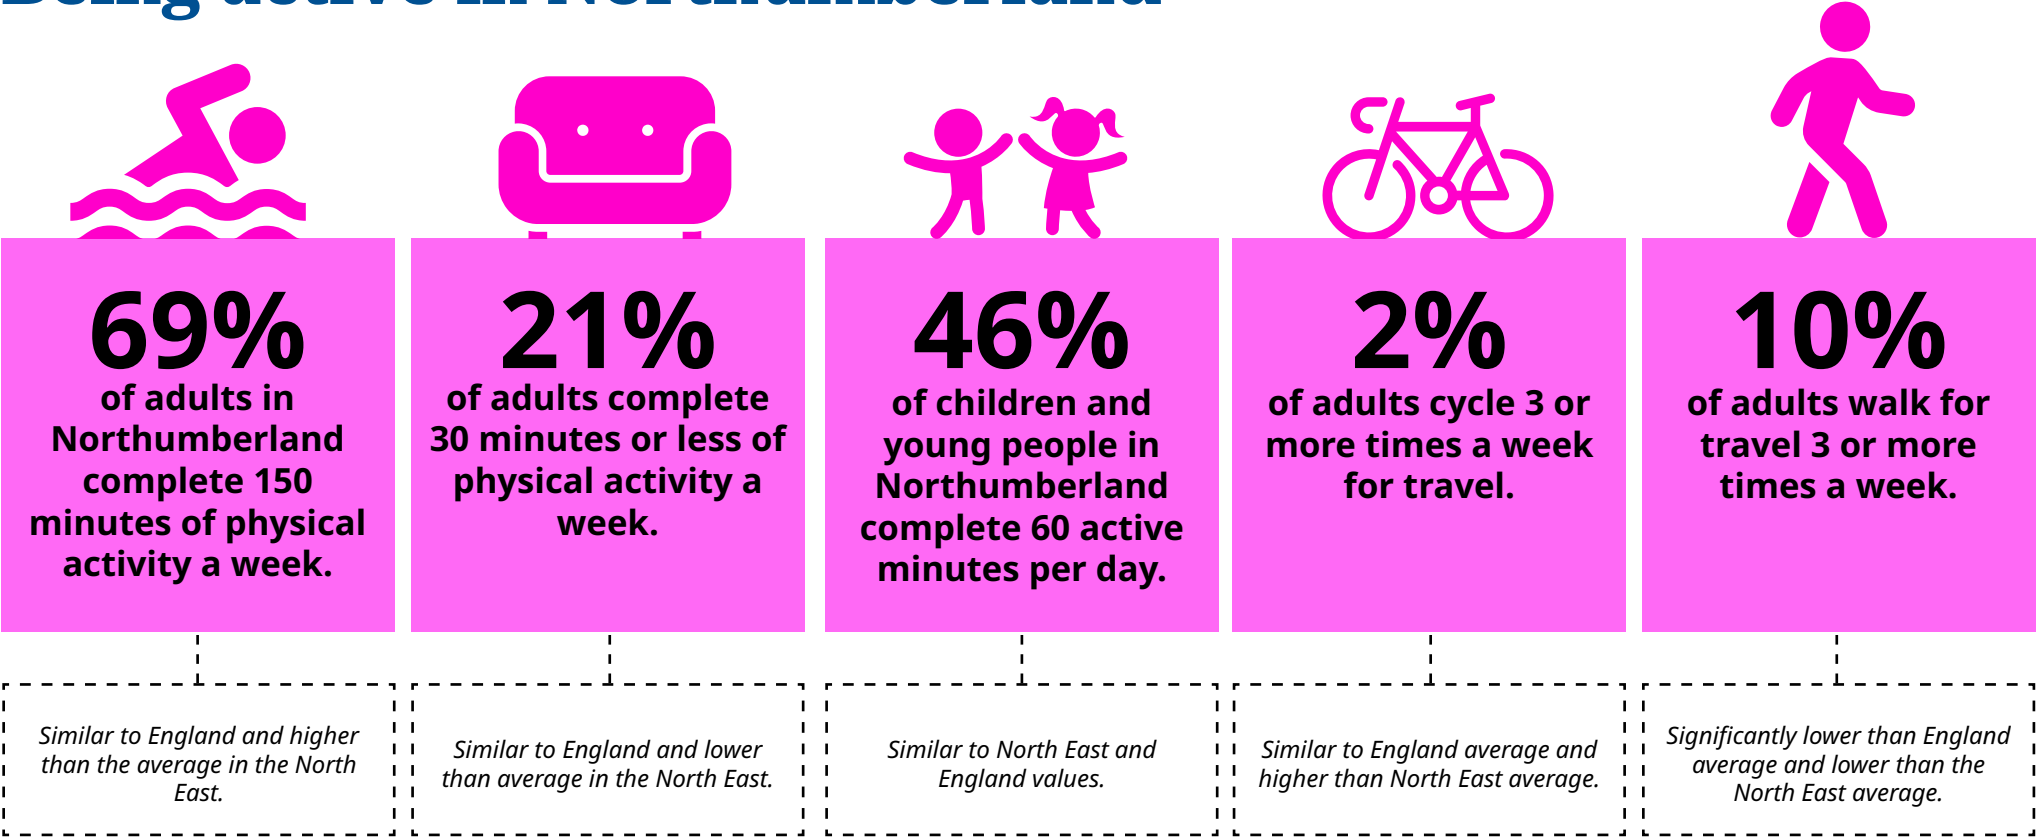 Being active in Northumberland
69%
of adults in
Northumberland
complete 150
minutes of physical
activity a week.
21%
of adults complete
30 minutes or less of
physical activity a
week.
46%
of children and
young people in
Northumberland
complete 60 active
minutes per day.
2%
of adults cycle 3 or
more times a week
for travel.
10%
of adults walk for
travel 3 or more
times a week.
Similar to England and higher
than the average in the North
East.
Similar to England and lower
than average in the North East.
Similar to North East and
England values.
Similar to England average and
higher than North East average.
Significantly lower than England
average and lower than the
North East average.